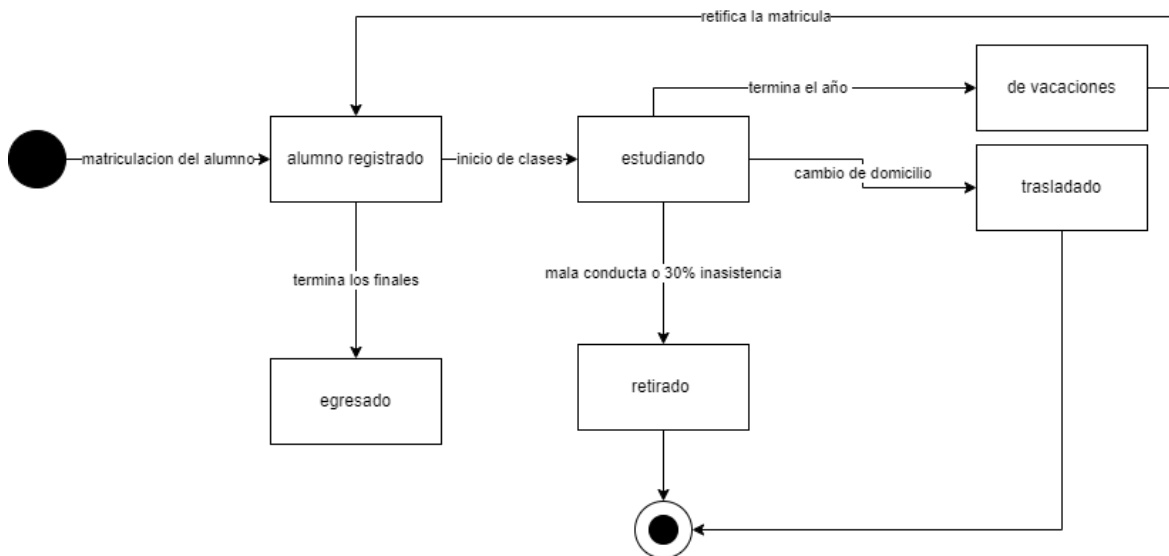 retifica la matricula
termina el año
de vacaciones
matriculacion del alumno
alumno registrado
inicio de clases
estudiando
cambio de domicilio
trasladado
termina los finales
mala conducta o 30% inasistencia
egresado
retirado